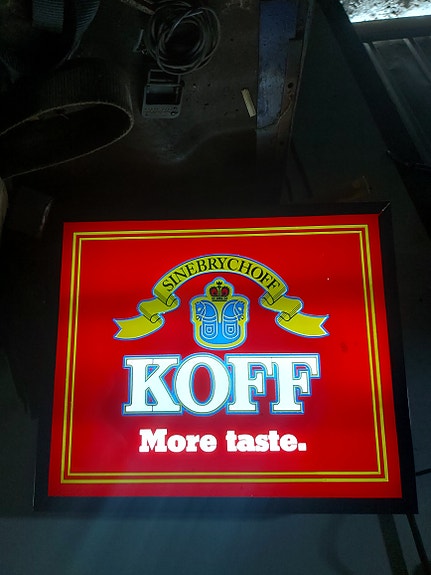 SINEBRYCHOFF
KOFF
More taste.